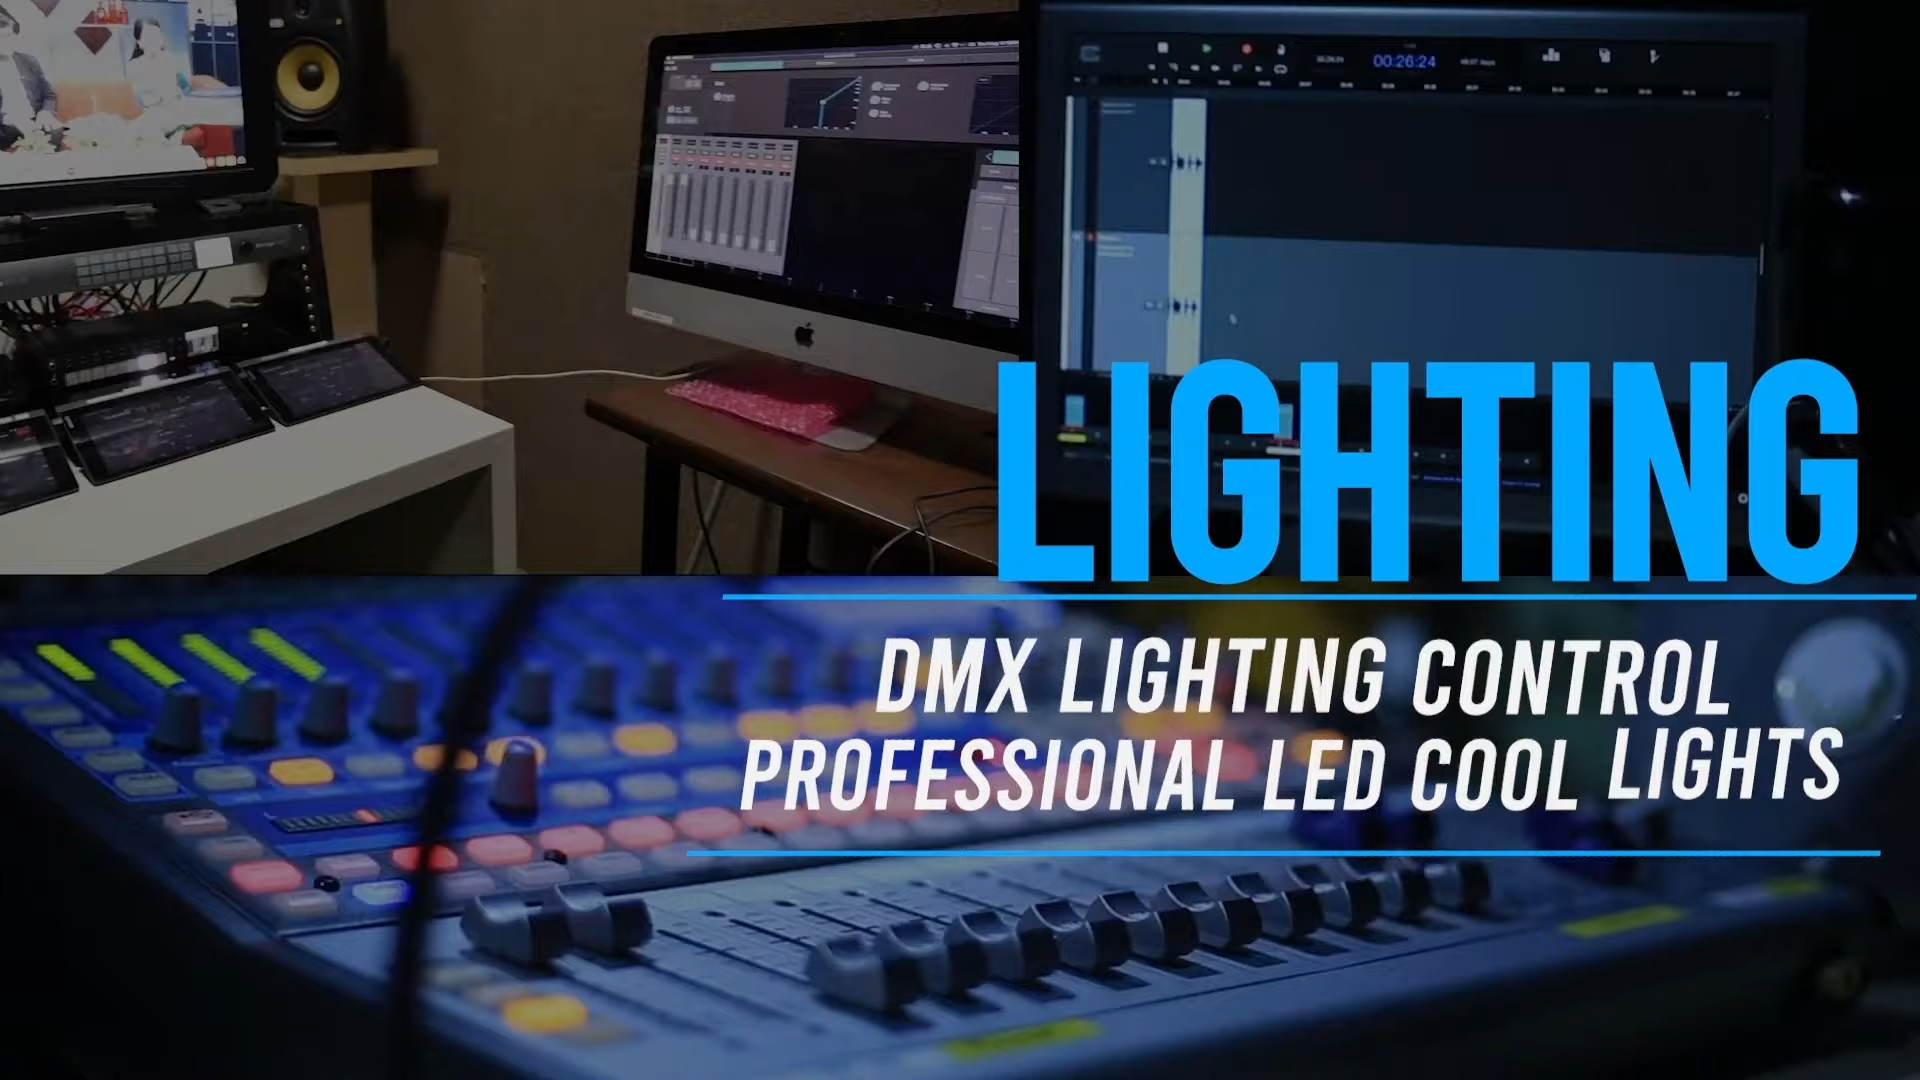 00:26:24
LIGHTING
DMX LIGHTING CONTROL
PROFESSIONAL LED COOL LIGHTS